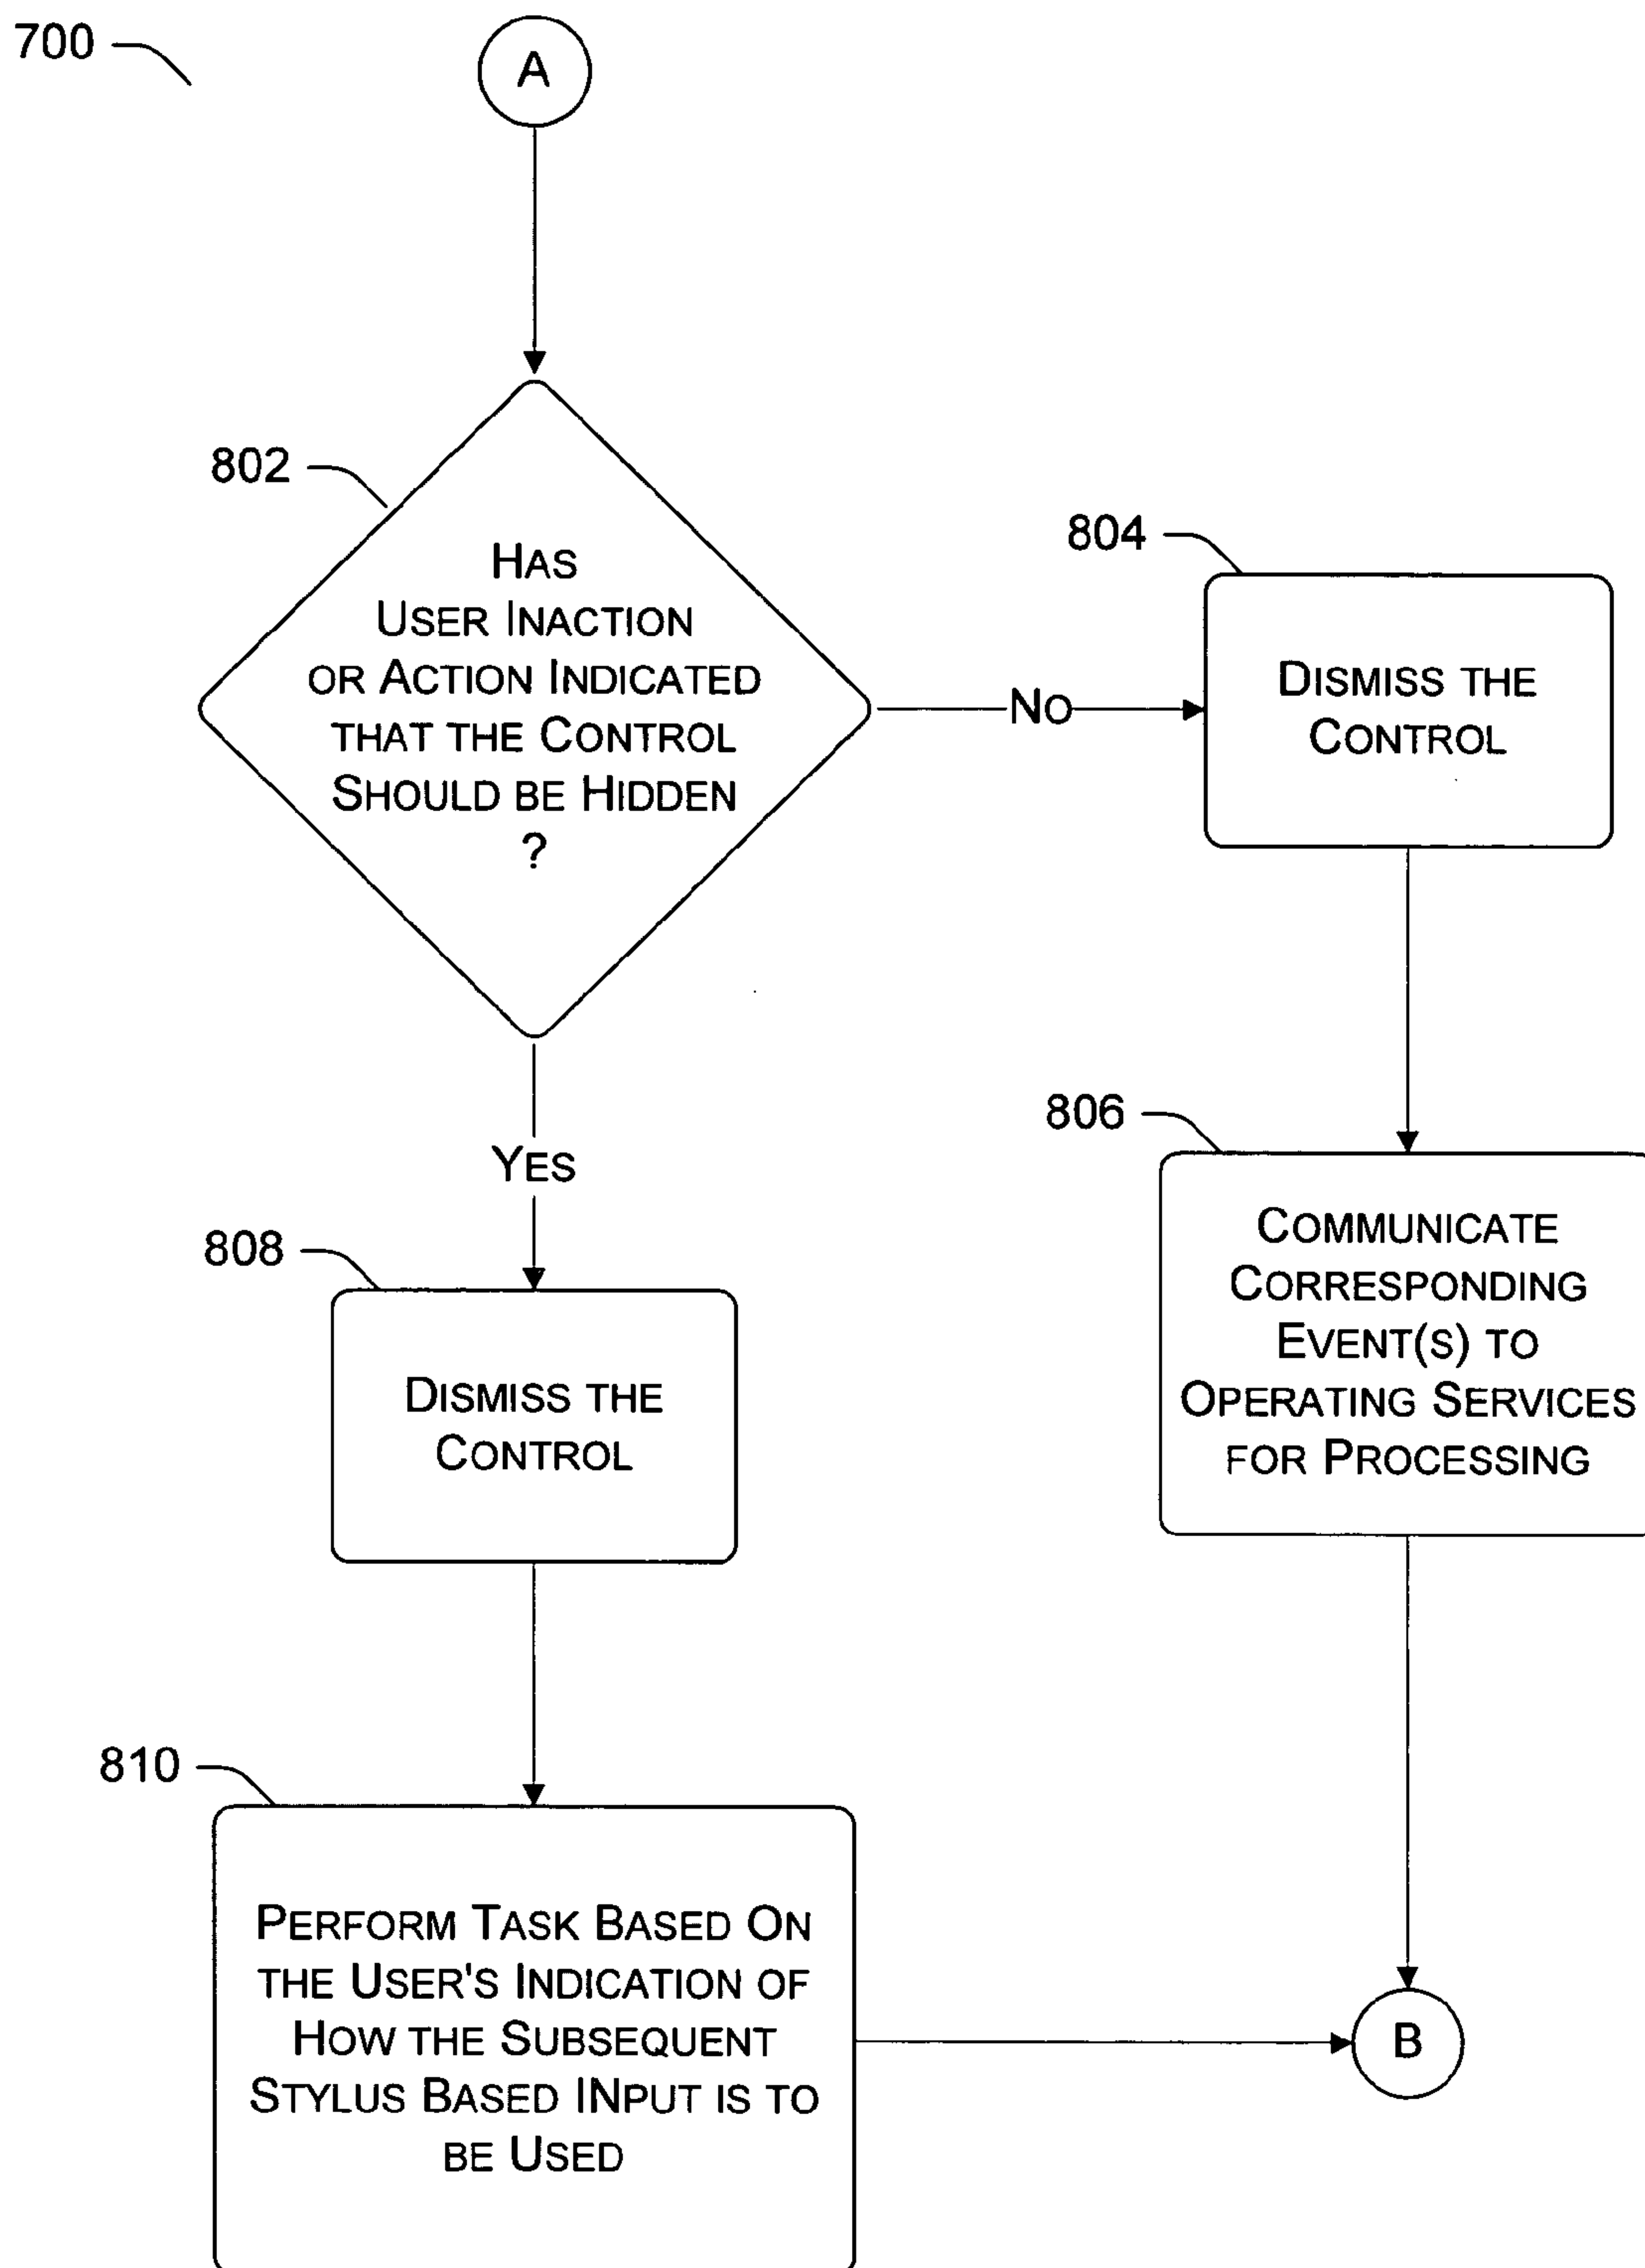 700
A
802
HAS
USER INACTION
OR ACTION INDICATED
THAT THE CONTROL
SHOULD BE HIDDEN
?
NO
804
DISMISS THE
CONTROL
806
COMMUNICATE
CORRESPONDING
EVENT(S) TO
OPERATING SERVICES
FOR PROCESSING
YES
808
DISMISS THE
CONTROL
810
PERFORM TASK BASED ON
THE USER'S INDICATION OF
HOW THE SUBSEQUENT
STYLUS BASED INPUT IS TO
BE USED
B